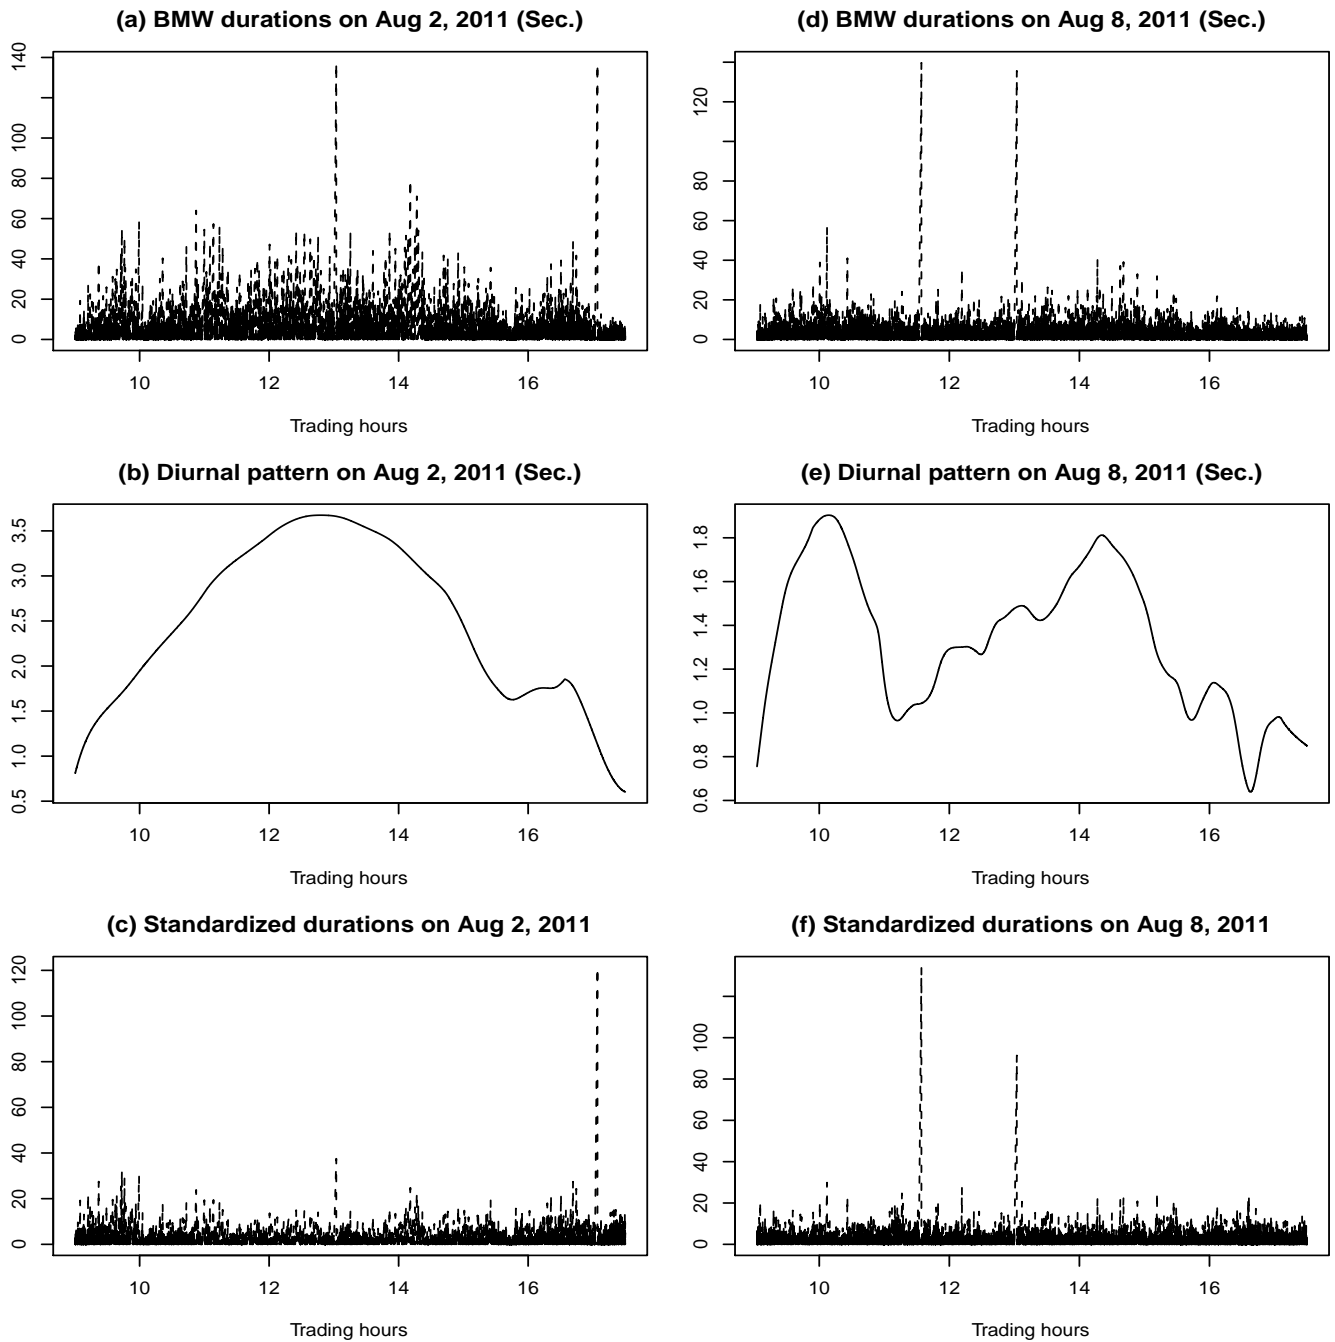 (a) BMW durations on Aug 2, 2011 (Sec.)
0 20 40 60 80 100 140
10 12 14 16
Trading hours
(d) BMW durations on Aug 8, 2011 (Sec.)
0 20 40 60 80 120
10 12 14 16
Trading hours
(b) Diurnal pattern on Aug 2, 2011 (Sec.)
0.5 1.0 1.5 2.0 2.5 3.0 3.5
10 12 14 16
Trading hours
(e) Diurnal pattern on Aug 8, 2011 (Sec.)
0.6 0.8 1.0 1.2 1.4 1.6 1.8
10 12 14 16
Trading hours
(c) Standardized durations on Aug 2, 2011
0 20 40 60 80 100 120
10 12 14 16
Trading hours
(f) Standardized durations on Aug 8, 2011
0 20 40 60 80 100
10 12 14 16
Trading hours